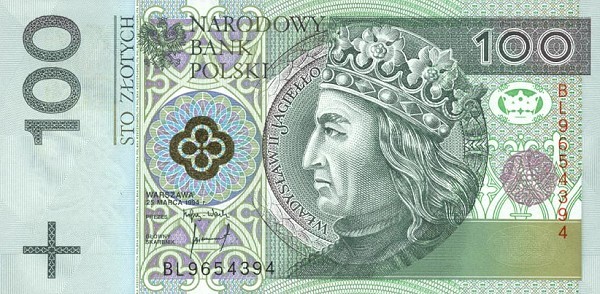 100
STO ZŁOTYCH
NARODOWY
BANK
POLSKI
100
WŁADYSŁAW II JAGIEŁŁO
BL9654394
WARSZAWA
25 MARCA 1994 r.
PREZES
GŁÓWNY
SKARBNIK
BL9654394